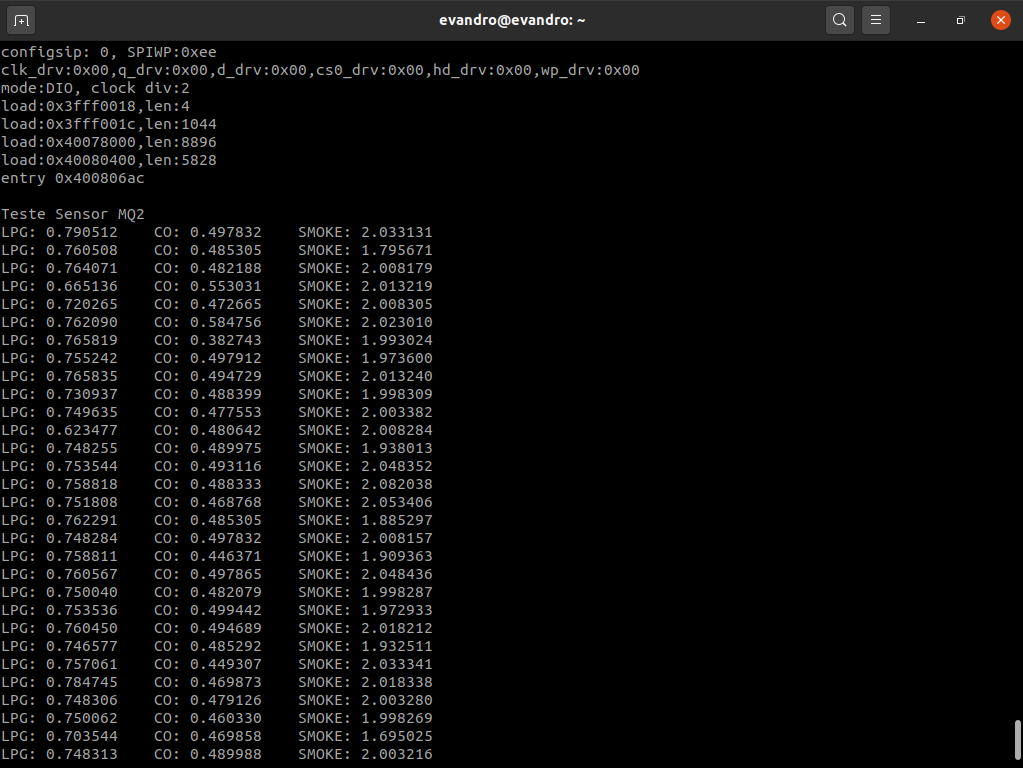 evandro@evandro: ~
configsip: 0, SPIWP:0xee
clk_drv:0x00,q_drv:0x00,d_drv:0x00,cs0_drv:0x00,hd_drv:0x00,wp_drv:0x00
mode:DIO, clock div:2
load:0x3fff0018,len:4
load:0x3fff001c,len:1044
load:0x40078000,len:8896
load:0x40080400,len:5828
entry 0x400806ac
Teste Sensor MQ2
LPG: 0.790512    CO: 0.497832    SMOKE: 2.033131
LPG: 0.760508    CO: 0.485305    SMOKE: 1.795671
LPG: 0.764071    CO: 0.482188    SMOKE: 2.008179
LPG: 0.665136    CO: 0.553031    SMOKE: 2.013219
LPG: 0.720265    CO: 0.472665    SMOKE: 2.008305
LPG: 0.762090    CO: 0.584756    SMOKE: 2.023010
LPG: 0.765819    CO: 0.382743    SMOKE: 1.993024
LPG: 0.755242    CO: 0.497912    SMOKE: 1.973600
LPG: 0.765835    CO: 0.494729    SMOKE: 2.013240
LPG: 0.730937    CO: 0.488399    SMOKE: 1.998309
LPG: 0.749635    CO: 0.477553    SMOKE: 2.003382
LPG: 0.623477    CO: 0.480642    SMOKE: 2.008284
LPG: 0.748255    CO: 0.489975    SMOKE: 1.938013
LPG: 0.753544    CO: 0.493116    SMOKE: 2.048352
LPG: 0.758818    CO: 0.488333    SMOKE: 2.082038
LPG: 0.751808    CO: 0.468768    SMOKE: 2.053406
LPG: 0.762291    CO: 0.485305    SMOKE: 1.885297
LPG: 0.748284    CO: 0.497832    SMOKE: 2.008157
LPG: 0.758811    CO: 0.446371    SMOKE: 1.909363
LPG: 0.760567    CO: 0.497865    SMOKE: 2.048436
LPG: 0.750040    CO: 0.482079    SMOKE: 1.998287
LPG: 0.753536    CO: 0.499442    SMOKE: 1.972933
LPG: 0.760450    CO: 0.494689    SMOKE: 2.018212
LPG: 0.746577    CO: 0.485292    SMOKE: 1.932511
LPG: 0.757061    CO: 0.449307    SMOKE: 2.033341
LPG: 0.784745    CO: 0.469873    SMOKE: 2.018338
LPG: 0.748306    CO: 0.479126    SMOKE: 2.003280
LPG: 0.750062    CO: 0.460330    SMOKE: 1.998269
LPG: 0.703544    CO: 0.469858    SMOKE: 1.695025
LPG: 0.748313    CO: 0.489988    SMOKE: 2.003216